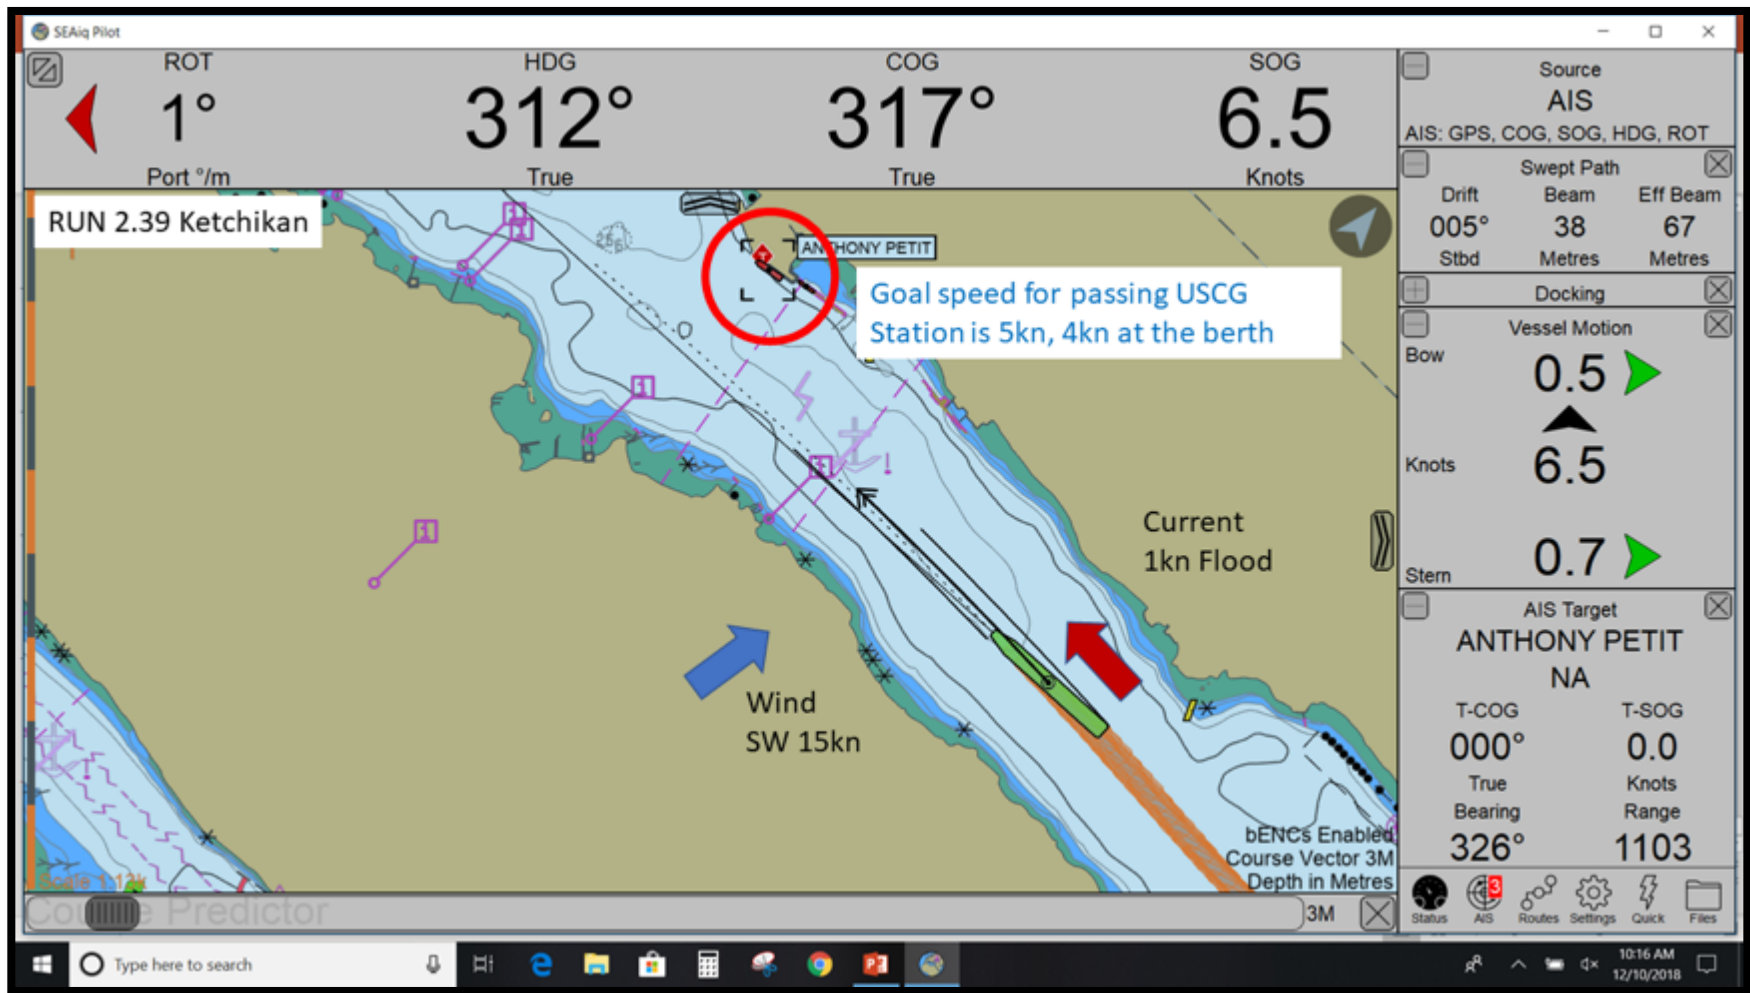 SEAiq Pilot
ROT
HDG
COG
SOG
1°
312°
317°
6.5
Port °/m
True
True
Knots
Source
AIS
AIS: GPS, COG, SOG, HDG, ROT
Swept Path
Drift
Beam
Eff Beam
005°
38
67
Stbd
Metres
Metres
Docking
Vessel Motion
Bow
0.5
Knots
6.5
Stern
0.7
AIS Target
ANTHONY PETIT
NA
T-COG
T-SOG
000°
0.0
True
Knots
Bearing
Range
326°
1103
Status
AIS
3
Routes
Settings
Quick
Files
RUN 2.39 Ketchikan
ANTHONY PETIT
Goal speed for passing USCG
Station is 5kn, 4kn at the berth
Current
1kn Flood
Wind
SW 15kn
bENCs Enabled
Course Vector 3M
Depth in Metres
Scale 1:13k
Course Predictor
3M
Type here to search
10:16 AM
12/10/2018